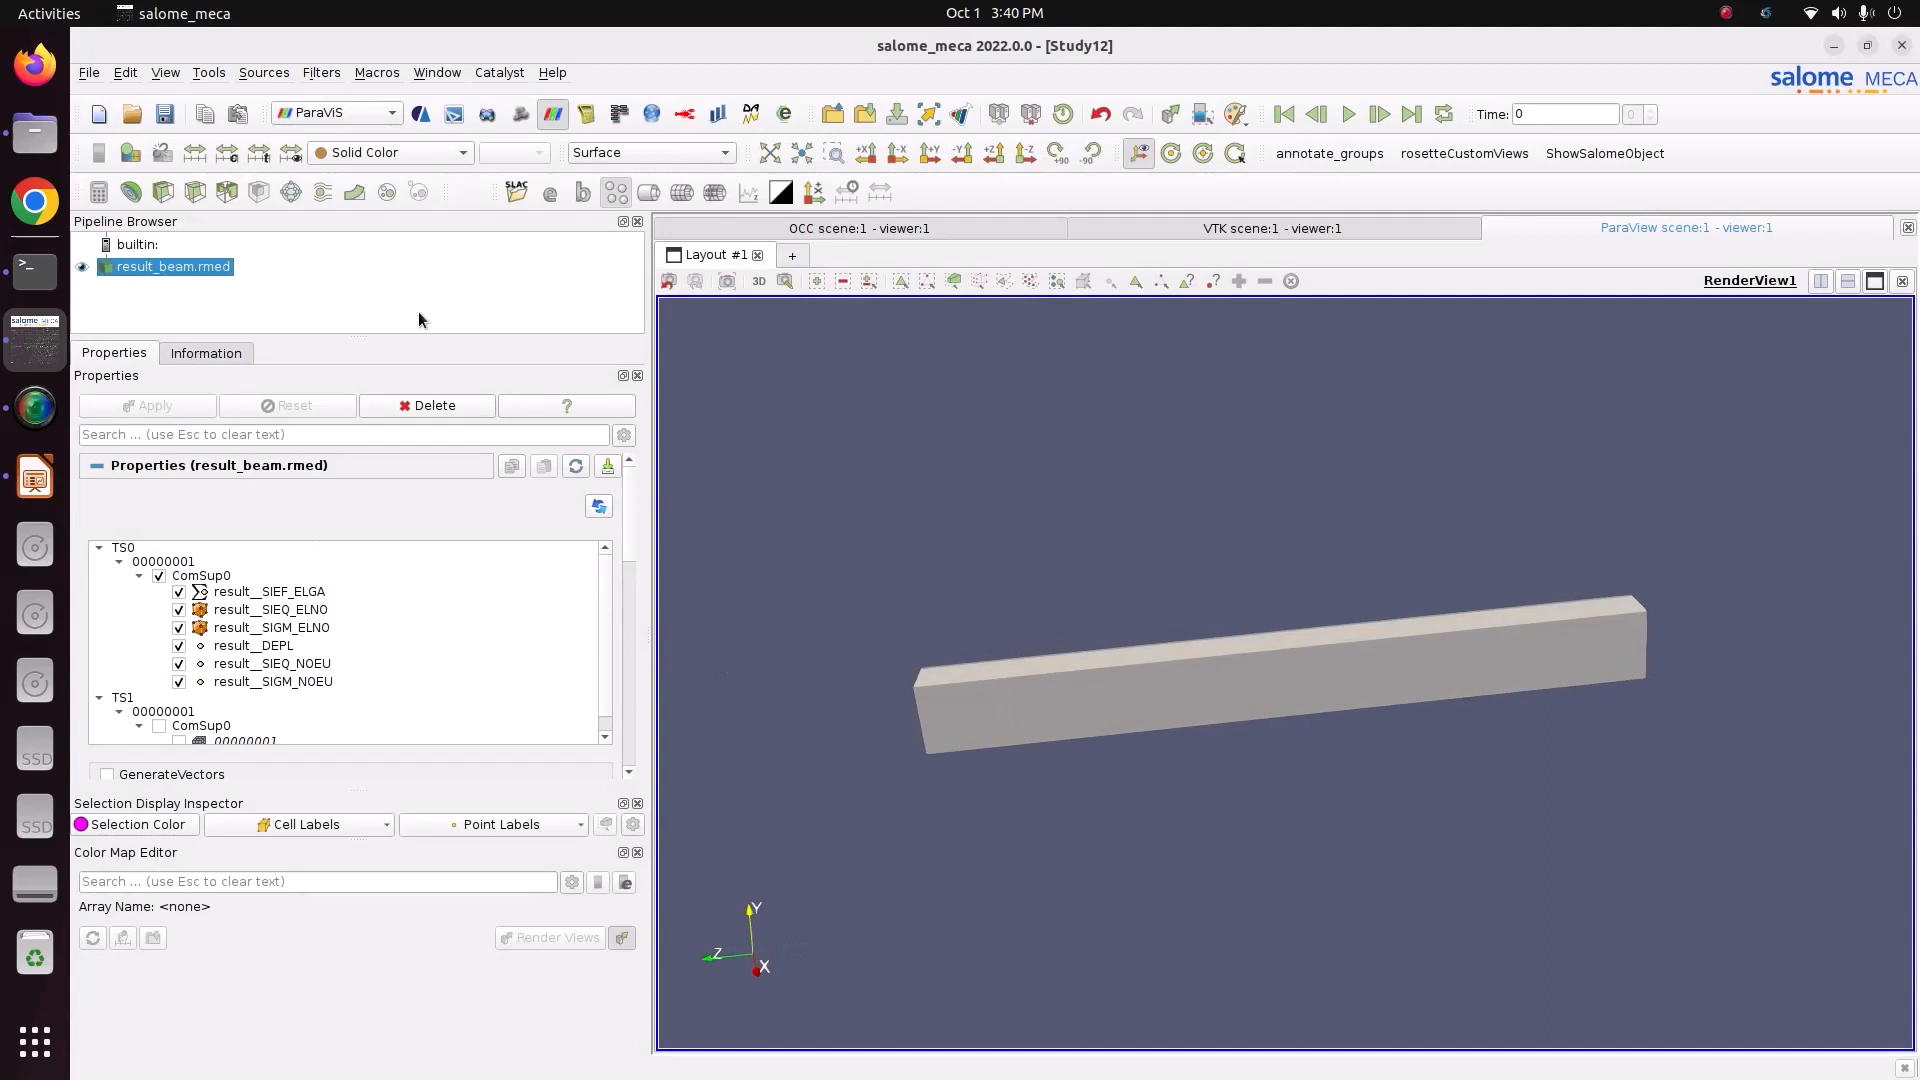 Activities
salome_meca
Oct 1 3:40 PM
salome_meca 2022.0.0 - [Study12]
File Edit View Tools Sources Filters Macros Window Catalyst Help
salome MECA
ParaViS
Time: 0
0
Solid Color
Surface
+X +Y -Y +Z -Z
+90
-90
annotate_groups
rosetteCustomViews
ShowSalomeObject
SLAC
Pipeline Browser
builtin:
result_beam.rmed
OCC scene:1 - viewer:1
VTK scene:1 - viewer:1
ParaView scene:1 - viewer:1
Layout #1
+
3D
RenderView1
Properties
Information
Properties
Apply
Reset
Delete
?
Search ... (use Esc to clear text)
Properties (result_beam.rmed)
TS0
00000001
ComSup0
result__SIEF_ELGA
result__SIEQ_ELNO
result__SIGM_ELNO
result__DEPL
result__SIEQ_NOEU
result__SIGM_NOEU
TS1
00000001
ComSup0
00000001
GenerateVectors
Selection Display Inspector
Selection Color
Cell Labels
Point Labels
Color Map Editor
Search ... (use Esc to clear text)
Array Name: <none>
Render Views
Y
Z
X
SSD
SSD